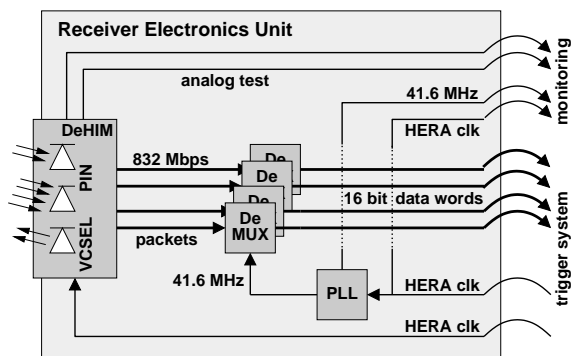 Receiver Electronics Unit
analog test
monitoring
41.6 MHz
HERA clk
DeHIM
832 Mbps
PIN
De
De
De
De
MUX
16 bit data words
packets
VCSEL
trigger system
41.6 MHz
PLL
HERA clk
HERA clk